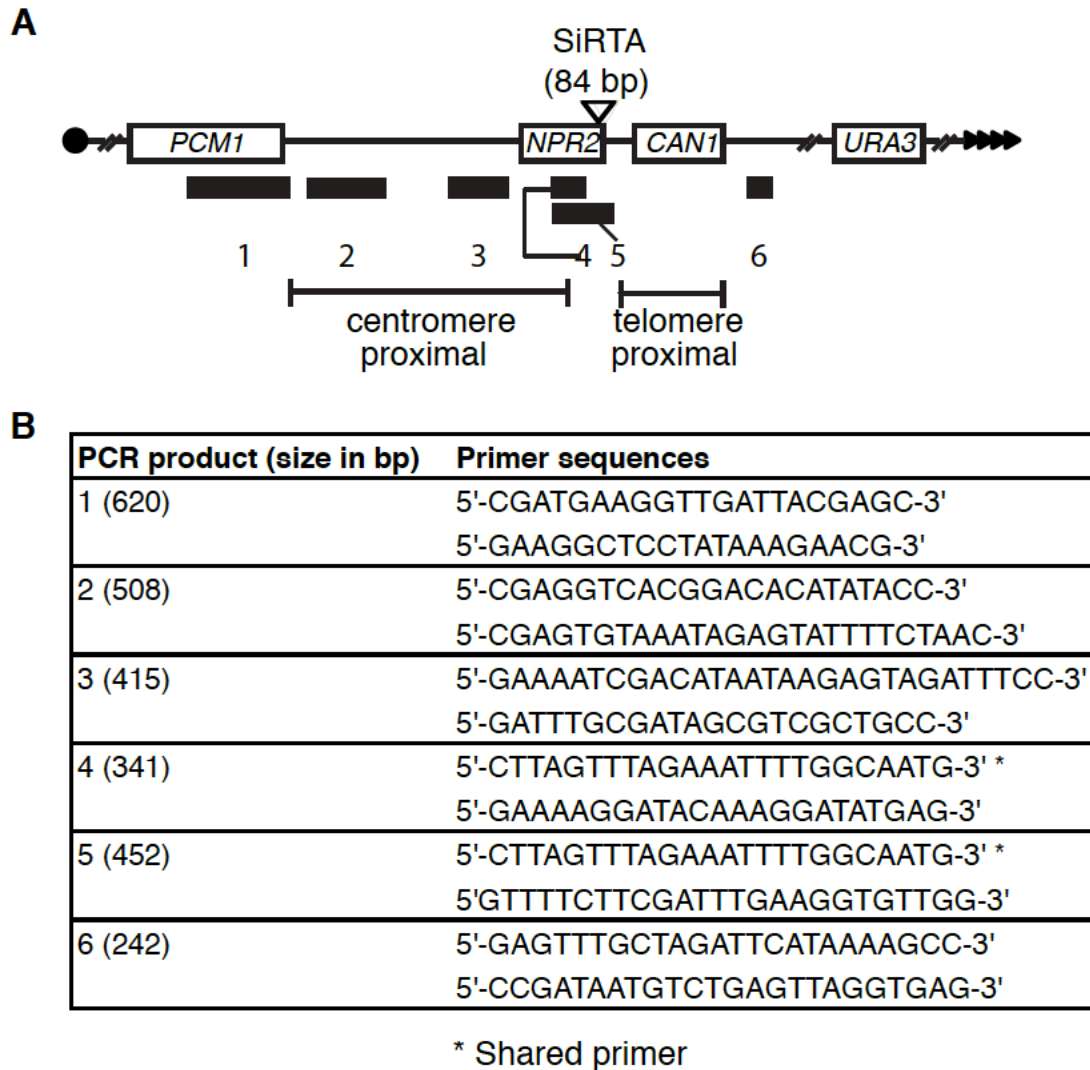 A
SiRTA
(84 bp)
PCM1 NPR2 CAN1 URA3
1 2 3 4 5 6
centromere proximal
telomere proximal
B
PCR product (size in bp) Primer sequences
1 (620) 5'-CGATGAAGGTTGATTACGAGC-3'
5'-GAAGGCTCCTATAAAGAACG-3'
2 (508) 5'-CGAGGTCACGGACACATATACC-3'
5'-CGAGTGTAAATAGAGTATTTTCTAAC-3'
3 (415) 5'-GAAAATCGACATAATAAGAGTAGATTTCC-3'
5'-GATTTGCGATAGCGTCGCTGCC-3'
4 (341) 5'-CTTAGTTTAGAAATTTTGGCAATG-3' *
5'-GAAAAGGATACAAAGGATATGAG-3'
5 (452) 5'-CTTAGTTTAGAAATTTTGGCAATG-3' *
5'GTTTTCTTCGATTTGAAGGTGTTGG-3'
6 (242) 5'-GAGTTTGCTAGATTCATAAAAGCC-3'
5'-CCGATAATGTCTGAGTTAGGTGAG-3'
* Shared primer